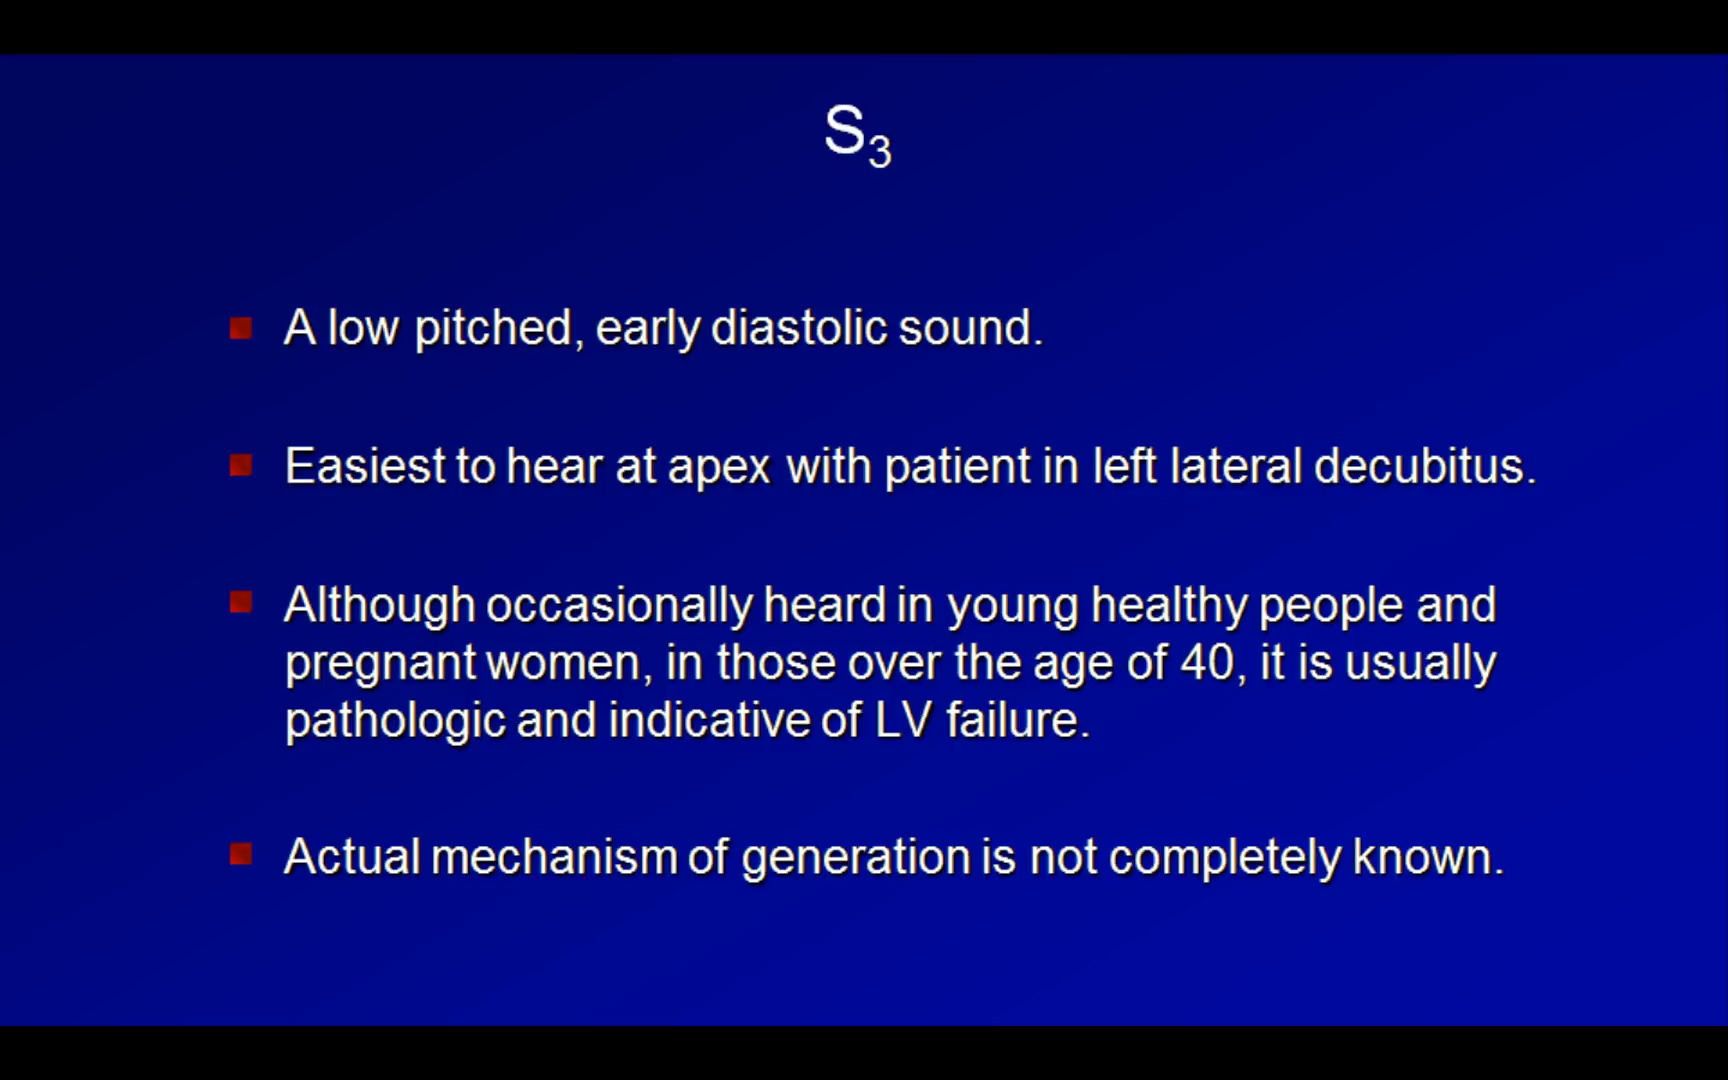 S₃
A low pitched, early diastolic sound.
Easiest to hear at apex with patient in left lateral decubitus.
Although occasionally heard in young healthy people and
pregnant women, in those over the age of 40, it is usually
pathologic and indicative of LV failure.
Actual mechanism of generation is not completely known.